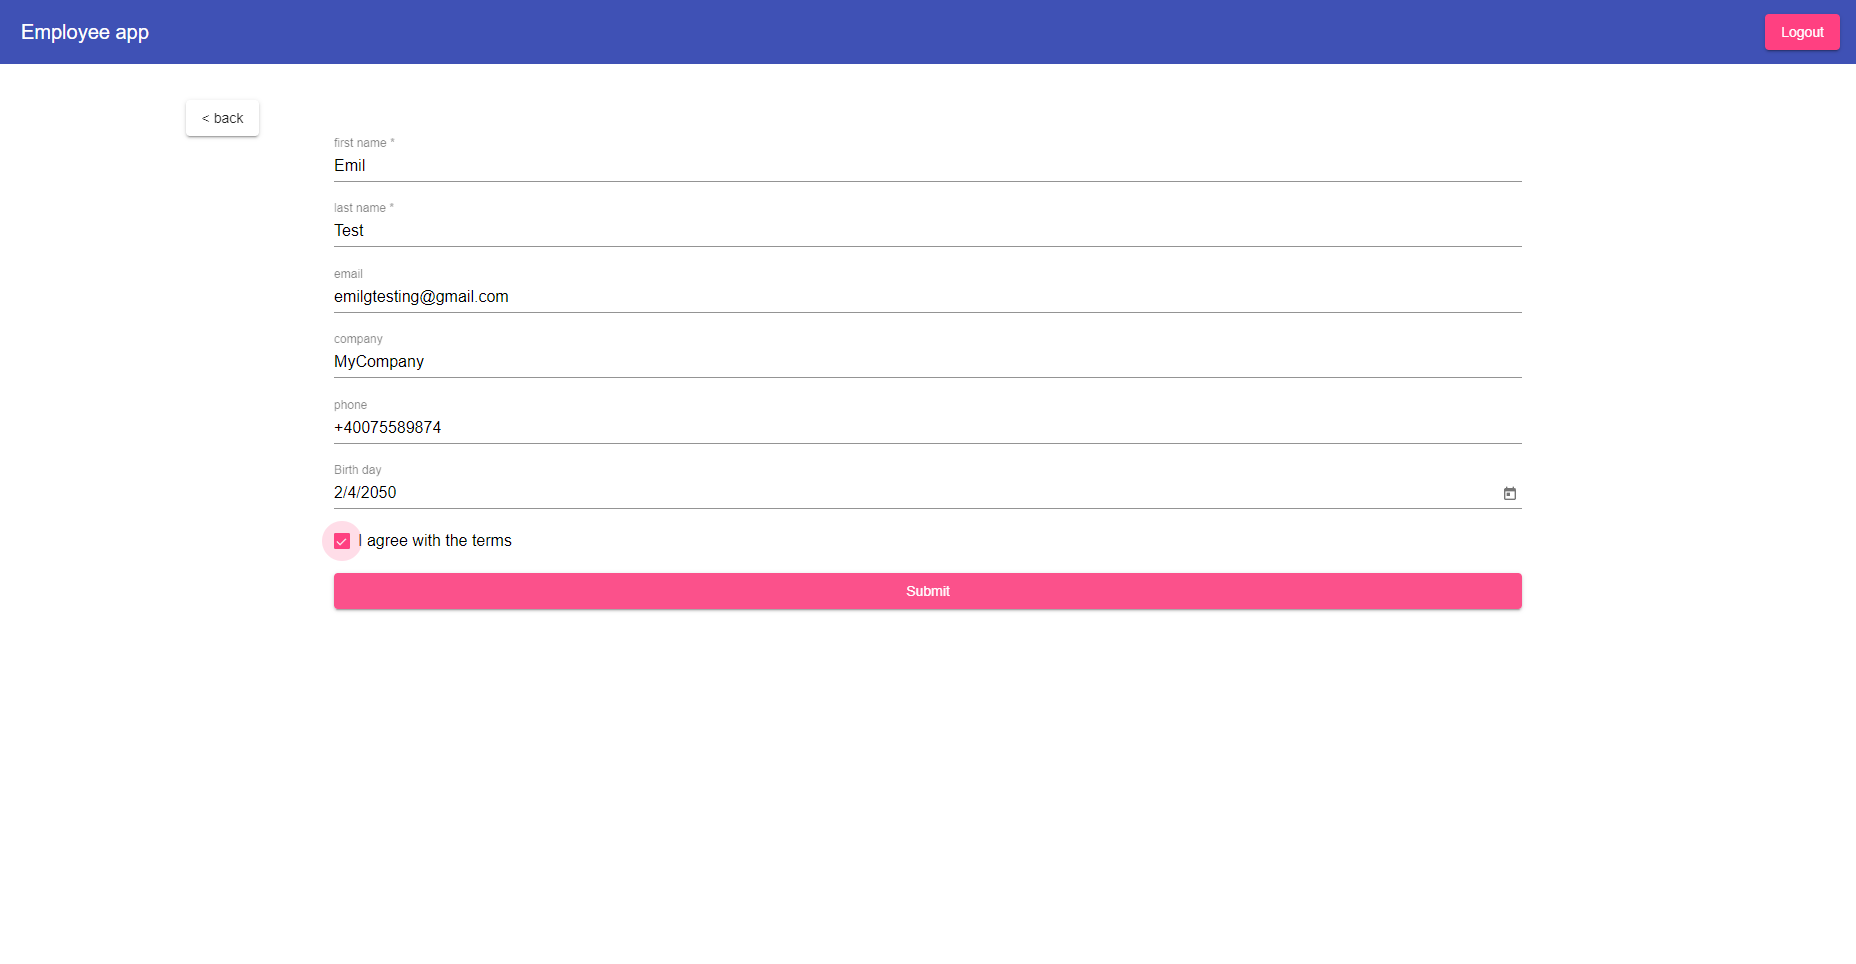 Employee app
Logout
< back
first name *
Emil
last name *
Test
email
emilgtesting@gmail.com
company
MyCompany
phone
+40075589874
Birth day
2/4/2050
I agree with the terms
Submit